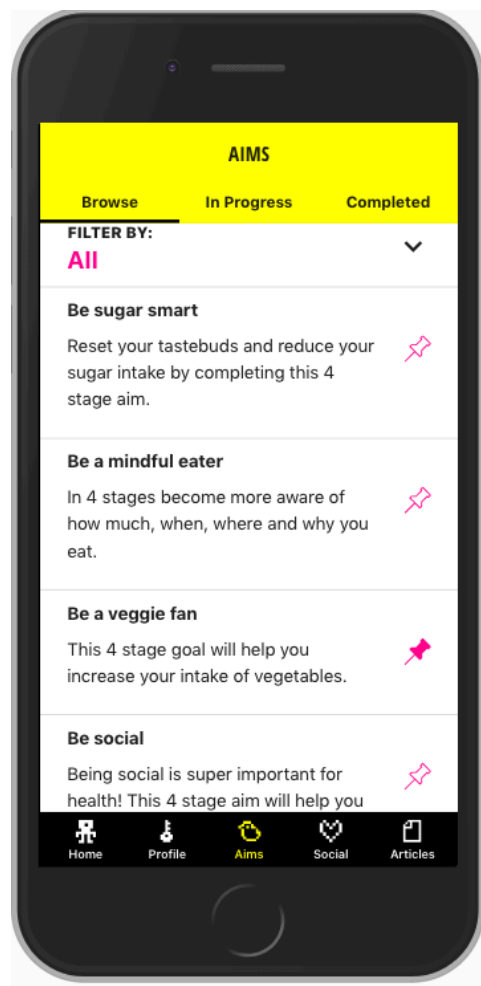 AIMS
Browse In Progress Completed
FILTER BY:
All
Be sugar smart
Reset your tastebuds and reduce your
sugar intake by completing this 4
stage aim.
Be a mindful eater
In 4 stages become more aware of
how much, when, where and why you
eat.
Be a veggie fan
This 4 stage goal will help you
increase your intake of vegetables.
Be social
Being social is super important for
health! This 4 stage aim will help you
Home Profile Aims Social Articles